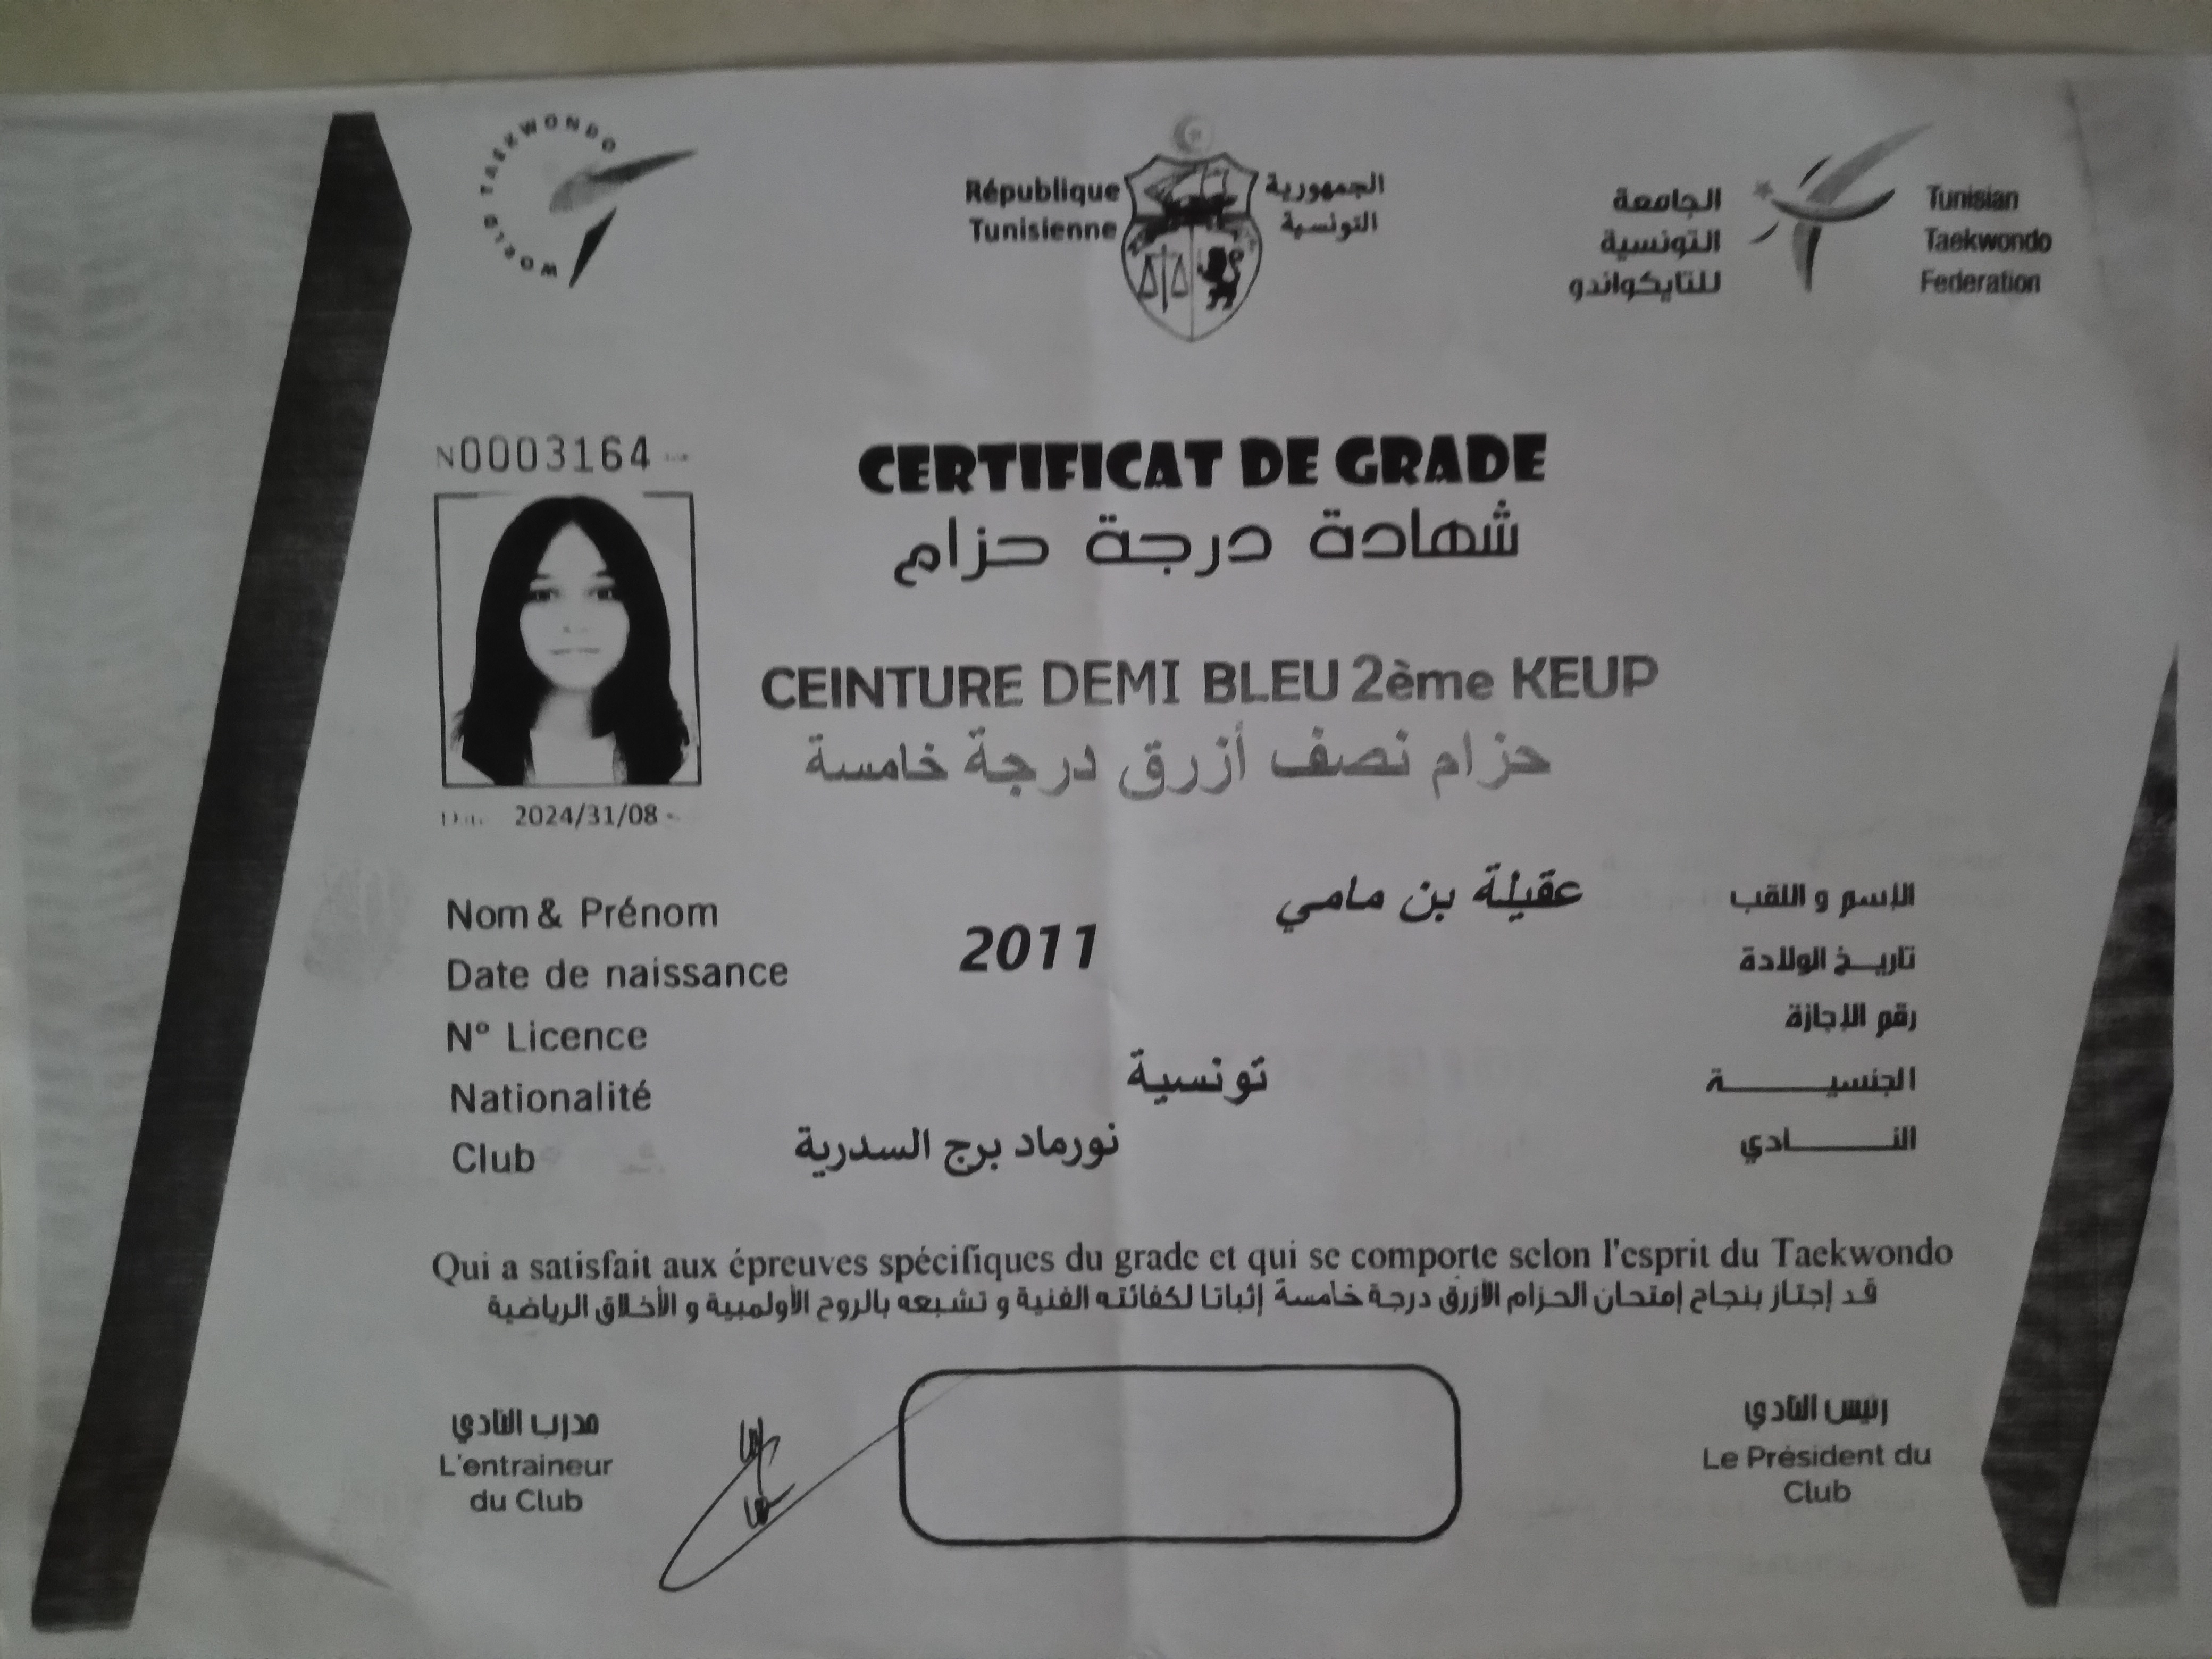 WORLD TAEKWONDO
République
Tunisienne
الجمهورية
التونسية
الجامعة
التونسية
للتايكواندو
Tunisian
Taekwondo
Federation
N0003164
CERTIFICAT DE GRADE
شهادة درجة حزام
CEINTURE DEMI BLEU 2ème KEUP
حزام نصف أزرق درجة خامسة
2024/31/08
Nom & Prénom عقيلة بن مامي الإسم و اللقب
Date de naissance 2011 تاريخ الولادة
N° Licence رقم الإجازة
Nationalité تونسية الجنسيـــــــــة
Club نورماد برج السدرية النـــــــادي
Qui a satisfait aux épreuves spécifiques du grade et qui se comporte selon l'esprit du Taekwondo
قد إجتاز بنجاح إمتحان الحزام الأزرق درجة خامسة إثباتا لكفائته الفنية و تشبعه بالروح الأولمبية و الأخلاق الرياضية
مدرب النادي
L'entraineur
du Club
رئيس النادي
Le Président du
Club